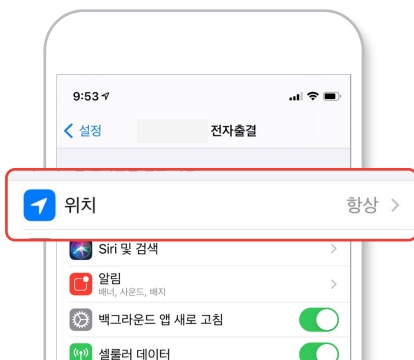 9:53
설정
전자출결
위치 항상
Siri 및 검색
알림
배너, 사운드, 배지
백그라운드 앱 새로 고침
셀룰러 데이터